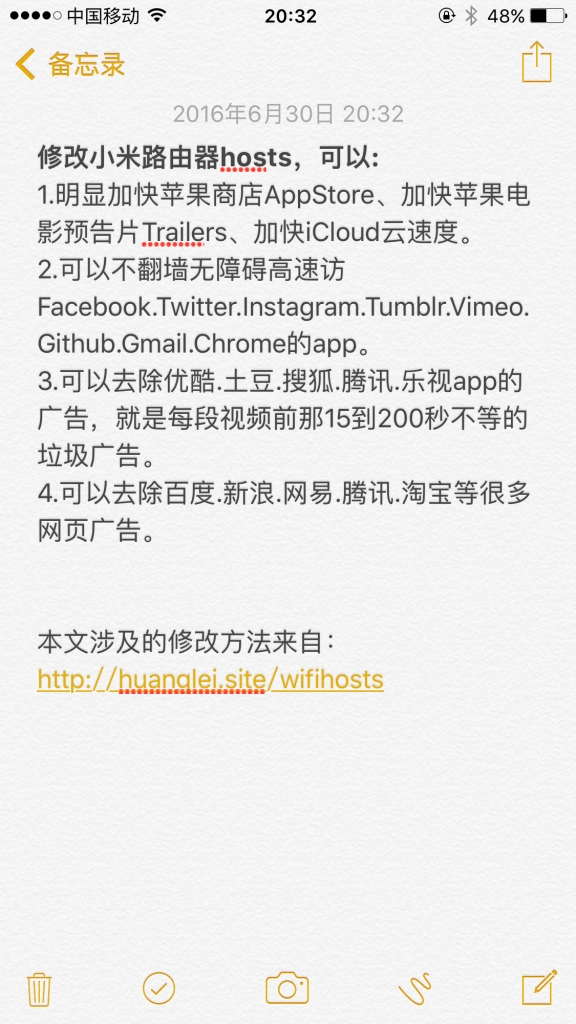 中国移动 20:32 48%
备忘录
2016年6月30日 20:32
修改小米路由器hosts，可以:
1.明显加快苹果商店AppStore、加快苹果电
影预告片Trailers、加快iCloud云速度。
2.可以不翻墙无障碍高速访
Facebook.Twitter.Instagram.Tumblr.Vimeo.
Github.Gmail.Chrome的app。
3.可以去除优酷.土豆.搜狐.腾讯.乐视app的
广告，就是每段视频前那15到200秒不等的
垃圾广告。
4.可以去除百度.新浪.网易.腾讯.淘宝等很多
网页广告。
本文涉及的修改方法来自：
http://huanglei.site/wifihosts